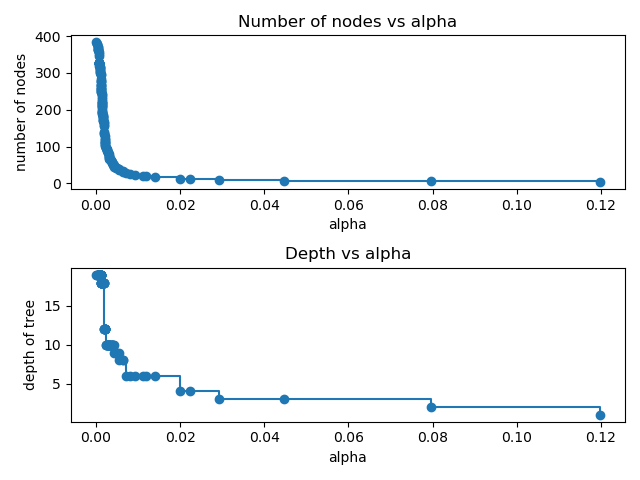 Number of nodes vs alpha
number of nodes
400
300
200
100
0
0.00 0.02 0.04 0.06 0.08 0.10 0.12
alpha
Depth vs alpha
depth of tree
15
10
5
0.00 0.02 0.04 0.06 0.08 0.10 0.12
alpha